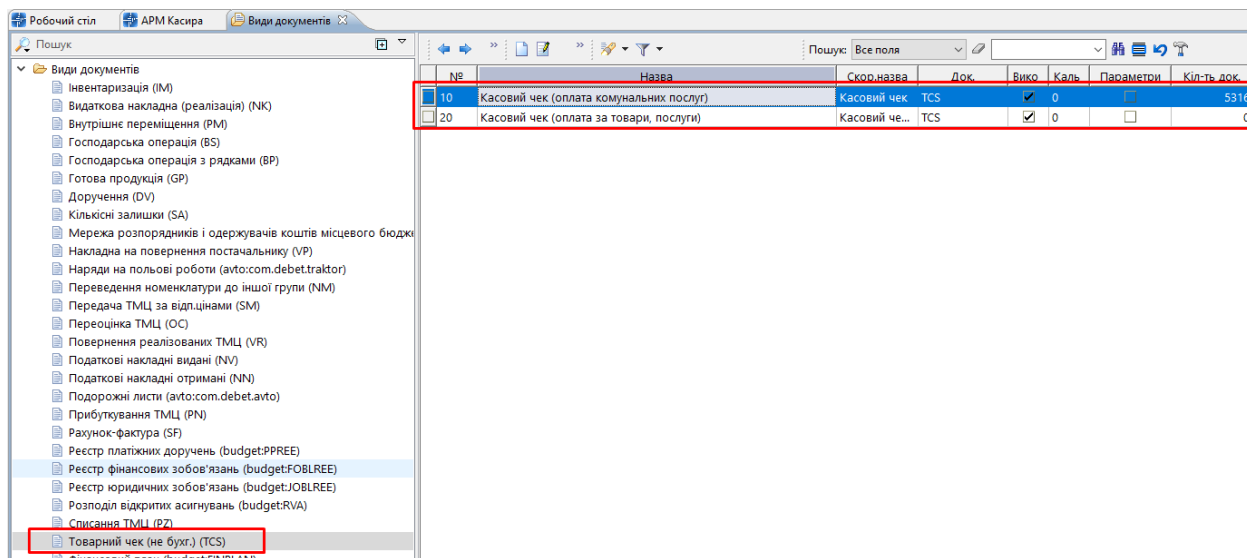 Робочий стіл АРМ Касира Види документів
Пошук
» » Пошук: Все поля
Види документів
Інвентаризація (IM)
Видаткова накладна (реалізація) (NK)
Внутрішнє переміщення (PM)
Господарська операція (BS)
Господарська операція з рядками (BP)
Готова продукція (GP)
Доручення (DV)
Кількісні залишки (SA)
Мережа розпорядників і одержувачів коштів місцевого бюдже
Накладна на повернення постачальнику (VP)
Наряди на польові роботи (avto:com.debet.traktor)
Переведення номенклатури до іншої групи (NM)
Передача ТМЦ за відп.цінами (SM)
Переоцінка ТМЦ (OC)
Повернення реалізованих ТМЦ (VR)
Податкові накладні видані (NV)
Податкові накладні отримані (NN)
Подорожні листи (avto:com.debet.avto)
Прибуткування ТМЦ (PN)
Рахунок-фактура (SF)
Реєстр платіжних доручень (budget:PPREE)
Реєстр фінансових зобов'язань (budget:FOBLREE)
Реєстр юридичних зобов'язань (budget:JOBLREE)
Розподіл відкритих асигнувань (budget:RVA)
Списання ТМЦ (PZ)
Товарний чек (не бухг.) (TCS)
№ Назва Скор.назва Док. Вико Каль Параметри Кіл-ть док.
10 Касовий чек (оплата комунальних послуг) Касовий чек TCS 0 5316
20 Касовий чек (оплата за товари, послуги) Касовий че... TCS 0 0